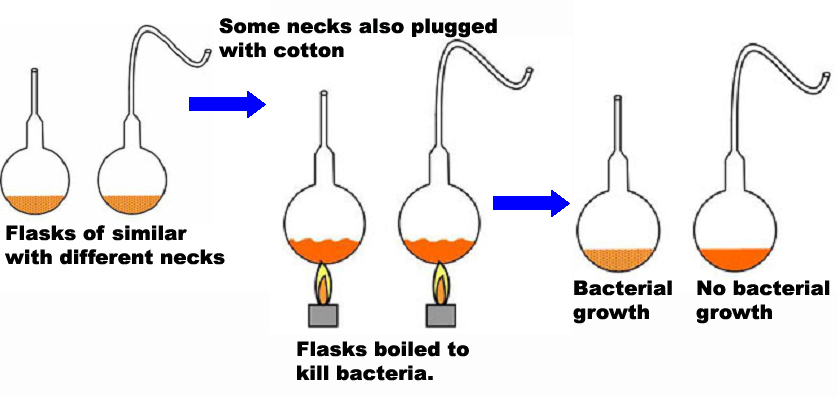 Some necks also plugged
with cotton
Flasks of similar
with different necks
Flasks boiled to
kill bacteria.
Bacterial
growth
No bacterial
growth